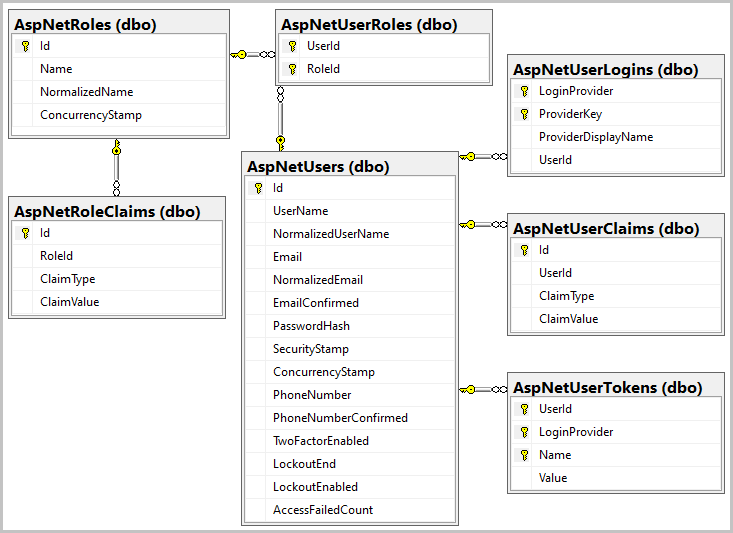 AspNetRoles (dbo)
Id
Name
NormalizedName
ConcurrencyStamp
AspNetUserRoles (dbo)
UserId
RoleId
AspNetUserLogins (dbo)
LoginProvider
ProviderKey
ProviderDisplayName
UserId
AspNetUsers (dbo)
Id
UserName
NormalizedUserName
Email
NormalizedEmail
EmailConfirmed
PasswordHash
SecurityStamp
ConcurrencyStamp
PhoneNumber
PhoneNumberConfirmed
TwoFactorEnabled
LockoutEnd
LockoutEnabled
AccessFailedCount
AspNetRoleClaims (dbo)
Id
RoleId
ClaimType
ClaimValue
AspNetUserClaims (dbo)
Id
UserId
ClaimType
ClaimValue
AspNetUserTokens (dbo)
UserId
LoginProvider
Name
Value